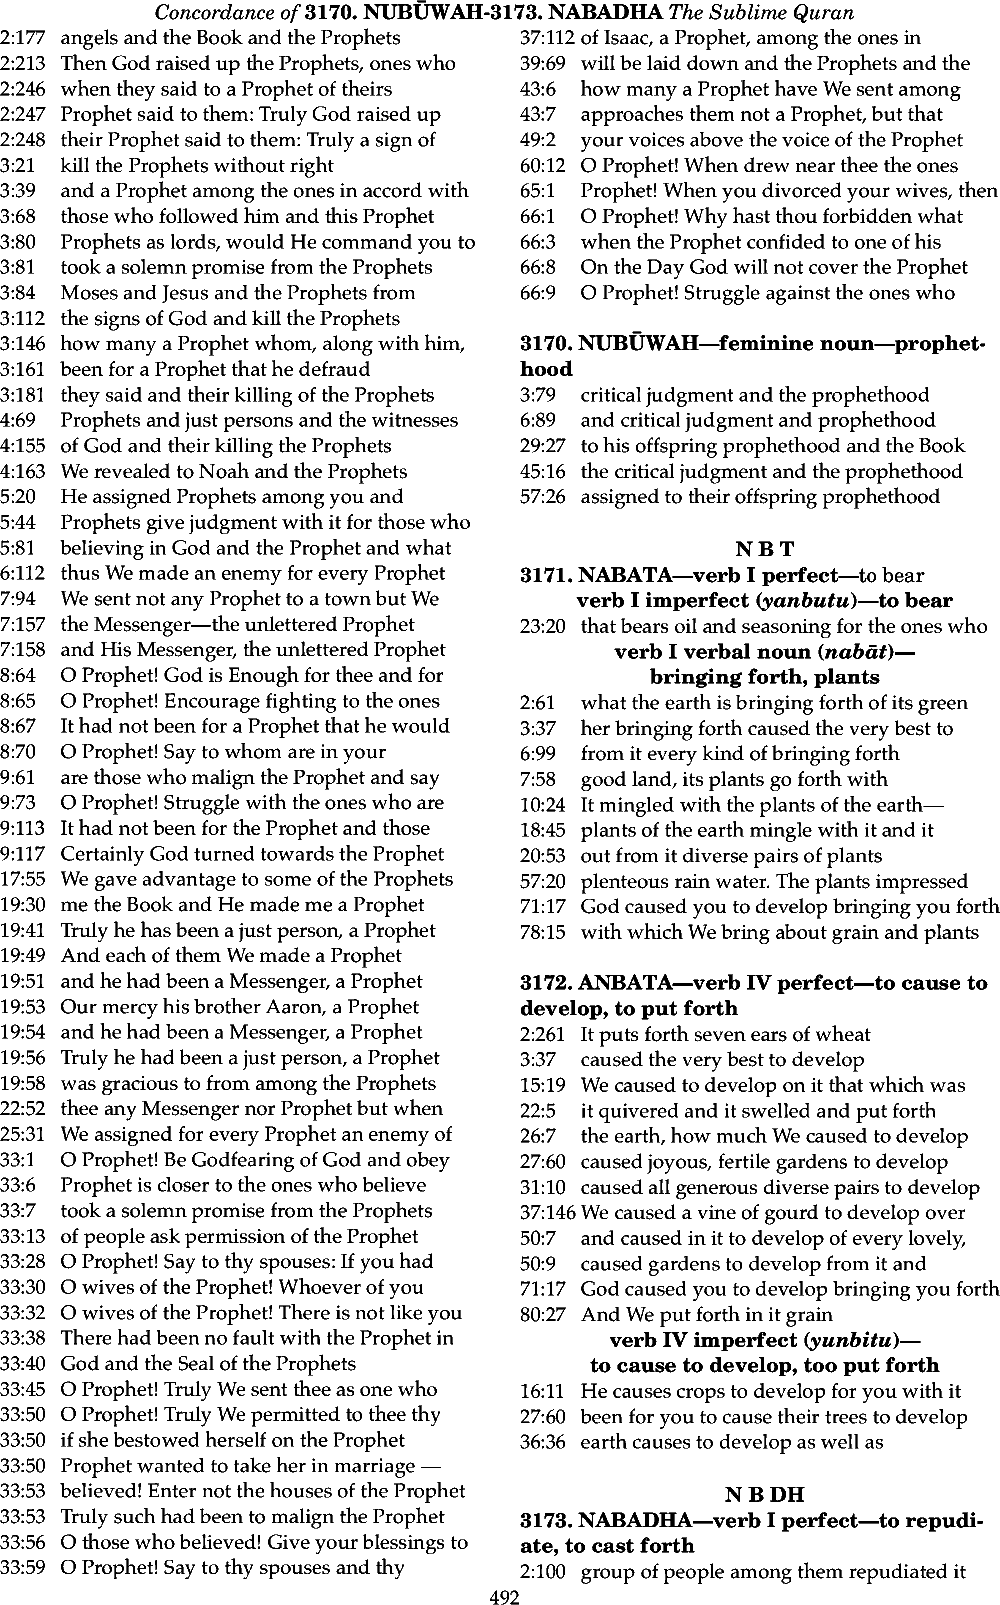 Concordance of 3170. NUBŪWAH-3173. NABADHA The Sublime Quran
2:177 angels and the Book and the Prophets
2:213 Then God raised up the Prophets, ones who
2:246 when they said to a Prophet of theirs
2:247 Prophet said to them: Truly God raised up
2:248 their Prophet said to them: Truly a sign of
3:21 kill the Prophets without right
3:39 and a Prophet among the ones in accord with
3:68 those who followed him and this Prophet
3:80 Prophets as lords, would He command you to
3:81 took a solemn promise from the Prophets
3:84 Moses and Jesus and the Prophets from
3:112 the signs of God and kill the Prophets
3:146 how many a Prophet whom, along with him,
3:161 been for a Prophet that he defraud
3:181 they said and their killing of the Prophets
4:69 Prophets and just persons and the witnesses
4:155 of God and their killing the Prophets
4:163 We revealed to Noah and the Prophets
5:20 He assigned Prophets among you and
5:44 Prophets give judgment with it for those who
5:81 believing in God and the Prophet and what
6:112 thus We made an enemy for every Prophet
7:94 We sent not any Prophet to a town but We
7:157 the Messenger—the unlettered Prophet
7:158 and His Messenger, the unlettered Prophet
8:64 O Prophet! God is Enough for thee and for
8:65 O Prophet! Encourage fighting to the ones
8:67 It had not been for a Prophet that he would
8:70 O Prophet! Say to whom are in your
9:61 are those who malign the Prophet and say
9:73 O Prophet! Struggle with the ones who are
9:113 It had not been for the Prophet and those
9:117 Certainly God turned towards the Prophet
17:55 We gave advantage to some of the Prophets
19:30 me the Book and He made me a Prophet
19:41 Truly he has been a just person, a Prophet
19:49 And each of them We made a Prophet
19:51 and he had been a Messenger, a Prophet
19:53 Our mercy his brother Aaron, a Prophet
19:54 and he had been a Messenger, a Prophet
19:56 Truly he had been a just person, a Prophet
19:58 was gracious to from among the Prophets
22:52 thee any Messenger nor Prophet but when
25:31 We assigned for every Prophet an enemy of
33:1 O Prophet! Be Godfearing of God and obey
33:6 Prophet is closer to the ones who believe
33:7 took a solemn promise from the Prophets
33:13 of people ask permission of the Prophet
33:28 O Prophet! Say to thy spouses: If you had
33:30 O wives of the Prophet! Whoever of you
33:32 O wives of the Prophet! There is not like you
33:38 There had been no fault with the Prophet in
33:40 God and the Seal of the Prophets
33:45 O Prophet! Truly We sent thee as one who
33:50 O Prophet! Truly We permitted to thee thy
33:50 if she bestowed herself on the Prophet
33:50 Prophet wanted to take her in marriage —
33:53 believed! Enter not the houses of the Prophet
33:53 Truly such had been to malign the Prophet
33:56 O those who believed! Give your blessings to
33:59 O Prophet! Say to thy spouses and thy
37:112 of Isaac, a Prophet, among the ones in
39:69 will be laid down and the Prophets and the
43:6 how many a Prophet have We sent among
43:7 approaches them not a Prophet, but that
49:2 your voices above the voice of the Prophet
60:12 O Prophet! When drew near thee the ones
65:1 Prophet! When you divorced your wives, then
66:1 O Prophet! Why hast thou forbidden what
66:3 when the Prophet confided to one of his
66:8 On the Day God will not cover the Prophet
66:9 O Prophet! Struggle against the ones who
3170. NUBŪWAH—feminine noun—prophet-
hood
3:79 critical judgment and the prophethood
6:89 and critical judgment and prophethood
29:27 to his offspring prophethood and the Book
45:16 the critical judgment and the prophethood
57:26 assigned to their offspring prophethood
N B T
3171. NABATA—verb I perfect—to bear
verb I imperfect (yanbutu)—to bear
23:20 that bears oil and seasoning for the ones who
verb I verbal noun (nabāt)—
bringing forth, plants
2:61 what the earth is bringing forth of its green
3:37 her bringing forth caused the very best to
6:99 from it every kind of bringing forth
7:58 good land, its plants go forth with
10:24 It mingled with the plants of the earth—
18:45 plants of the earth mingle with it and it
20:53 out from it diverse pairs of plants
57:20 plenteous rain water. The plants impressed
71:17 God caused you to develop bringing you forth
78:15 with which We bring about grain and plants
3172. ANBATA—verb IV perfect—to cause to
develop, to put forth
2:261 It puts forth seven ears of wheat
3:37 caused the very best to develop
15:19 We caused to develop on it that which was
22:5 it quivered and it swelled and put forth
26:7 the earth, how much We caused to develop
27:60 caused joyous, fertile gardens to develop
31:10 caused all generous diverse pairs to develop
37:146 We caused a vine of gourd to develop over
50:7 and caused in it to develop of every lovely,
50:9 caused gardens to develop from it and
71:17 God caused you to develop bringing you forth
80:27 And We put forth in it grain
verb IV imperfect (yunbitu)—
to cause to develop, too put forth
16:11 He causes crops to develop for you with it
27:60 been for you to cause their trees to develop
36:36 earth causes to develop as well as
N B DH
3173. NABADHA—verb I perfect—to repudi-
ate, to cast forth
2:100 group of people among them repudiated it
492